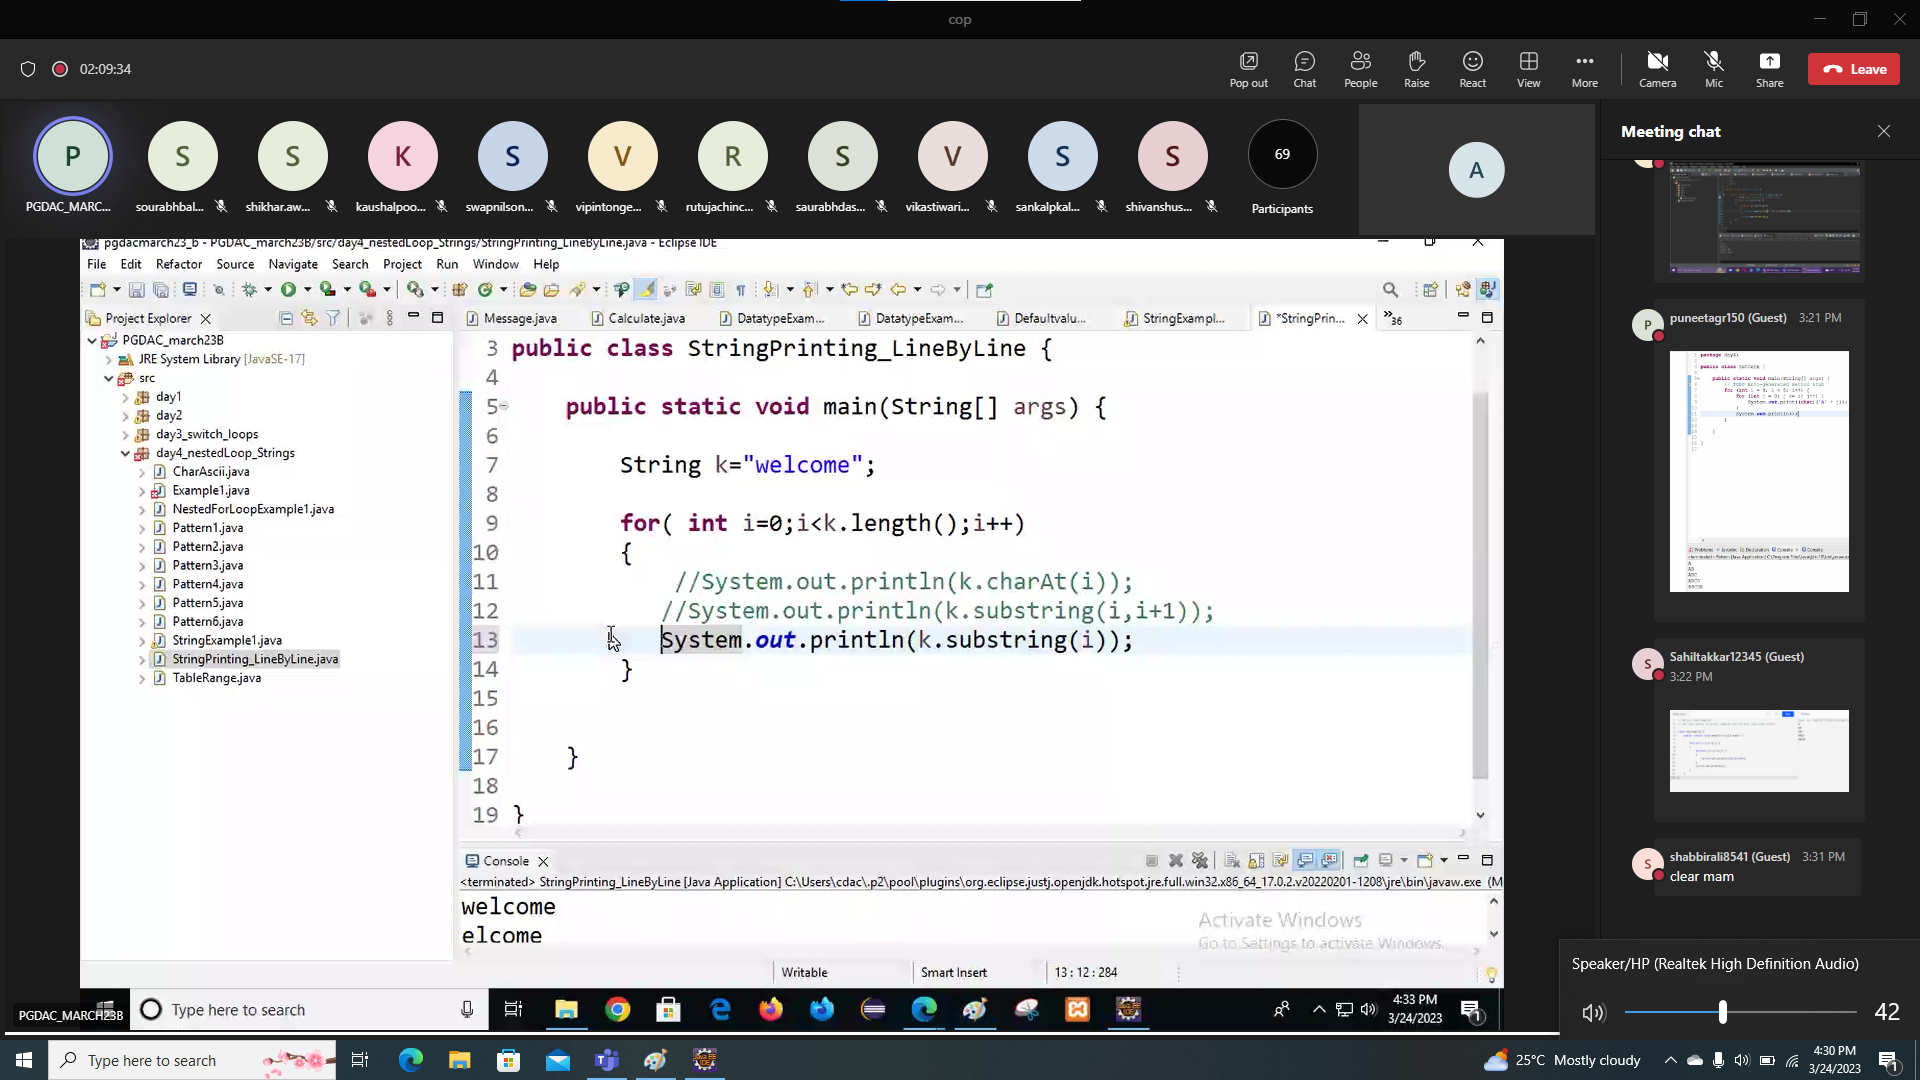 cop
02:09:34
Pop out
Chat
People
Raise
React
View
More
Camera
Mic
Share
Leave
P
S
S
K
S
V
R
S
V
S
S
69
A
PGDAC_MARC...
sourabhbal...
shikhar.aw...
kaushalpoo...
swapnilson...
vipintonge...
rutujachinc...
saurabhdas...
vikastiwari...
sankalpkal...
shivanshus...
Participants
pgdacmarch23_b - PGDAC_march23B/src/day4_nestedLoop_Strings/StringPrinting_LineByLine.java - Eclipse IDE
File Edit Refactor Source Navigate Search Project Run Window Help
Project Explorer
PGDAC_march23B
JRE System Library [JavaSE-17]
src
day1
day2
day3_switch_loops
day4_nestedLoop_Strings
CharAscii.java
Example1.java
NestedForLoopExample1.java
Pattern1.java
Pattern2.java
Pattern3.java
Pattern4.java
Pattern5.java
Pattern6.java
StringExample1.java
StringPrinting_LineByLine.java
TableRange.java
Message.java
Calculate.java
DatatypeExam...
DatatypeExam...
Defaultvalu...
StringExampl...
*StringPrin...
36
3 public class StringPrinting_LineByLine {
4
5 public static void main(String[] args) {
6
7 String k="welcome";
8
9 for( int i=0;i<k.length();i++)
10 {
11 //System.out.println(k.charAt(i));
12 //System.out.println(k.substring(i,i+1));
13 System.out.println(k.substring(i));
14 }
15
16
17 }
18
19 }
Console
<terminated> StringPrinting_LineByLine [Java Application] C:\Users\cdac\.p2\pool\plugins\org.eclipse.justj.openjdk.hotspot.jre.full.win32.x86_64_17.0.2.v20220201-1208\jre\bin\javaw.exe (M
welcome
elcome
Activate Windows
Go to Settings to activate Windows.
Writable
Smart Insert
13 : 12 : 284
PGDAC_MARCH23B
Type here to search
4:33 PM
3/24/2023
1
Meeting chat
P
puneetagr150 (Guest) 3:21 PM
S
Sahiltakkar12345 (Guest)
3:22 PM
S
shabbirali8541 (Guest) 3:31 PM
clear mam
Speaker/HP (Realtek High Definition Audio)
42
Type here to search
25°C Mostly cloudy
4:30 PM
3/24/2023
1